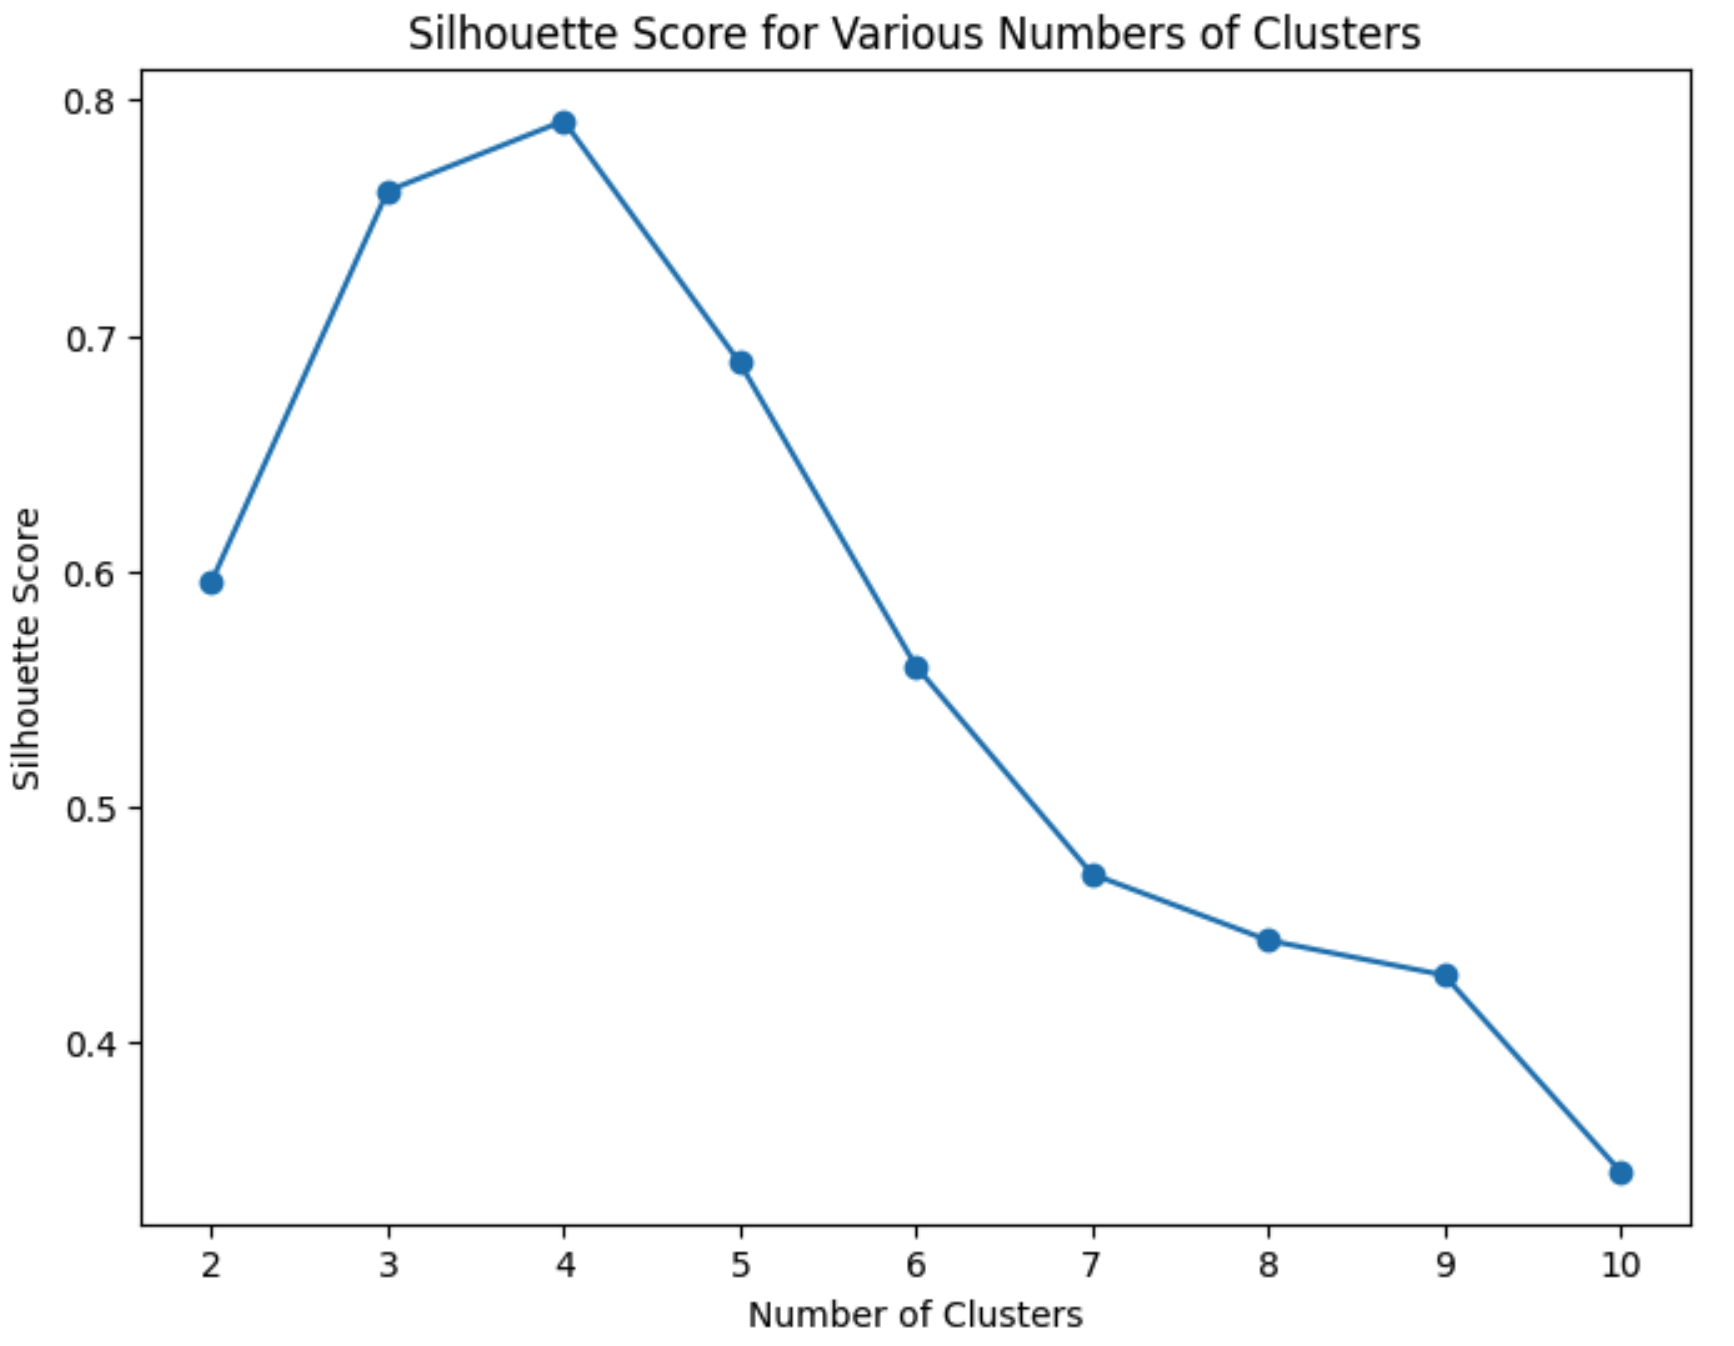 Silhouette Score for Various Numbers of Clusters
0.8
0.7
0.6
0.5
0.4
Silhouette Score
2 3 4 5 6 7 8 9 10
Number of Clusters